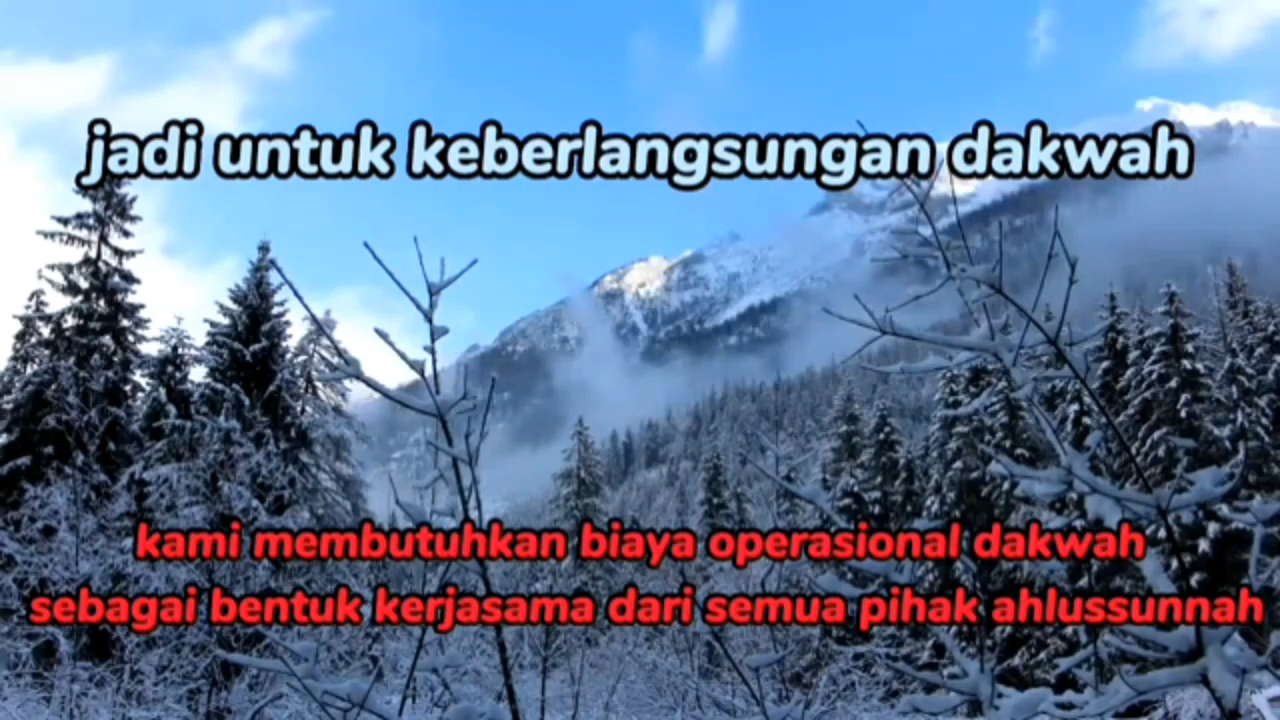 jadi untuk keberlangsungan dakwah
kami membutuhkan biaya operasional dakwah
sebagai bentuk kerjasama dari semua pihak ahlussunnah